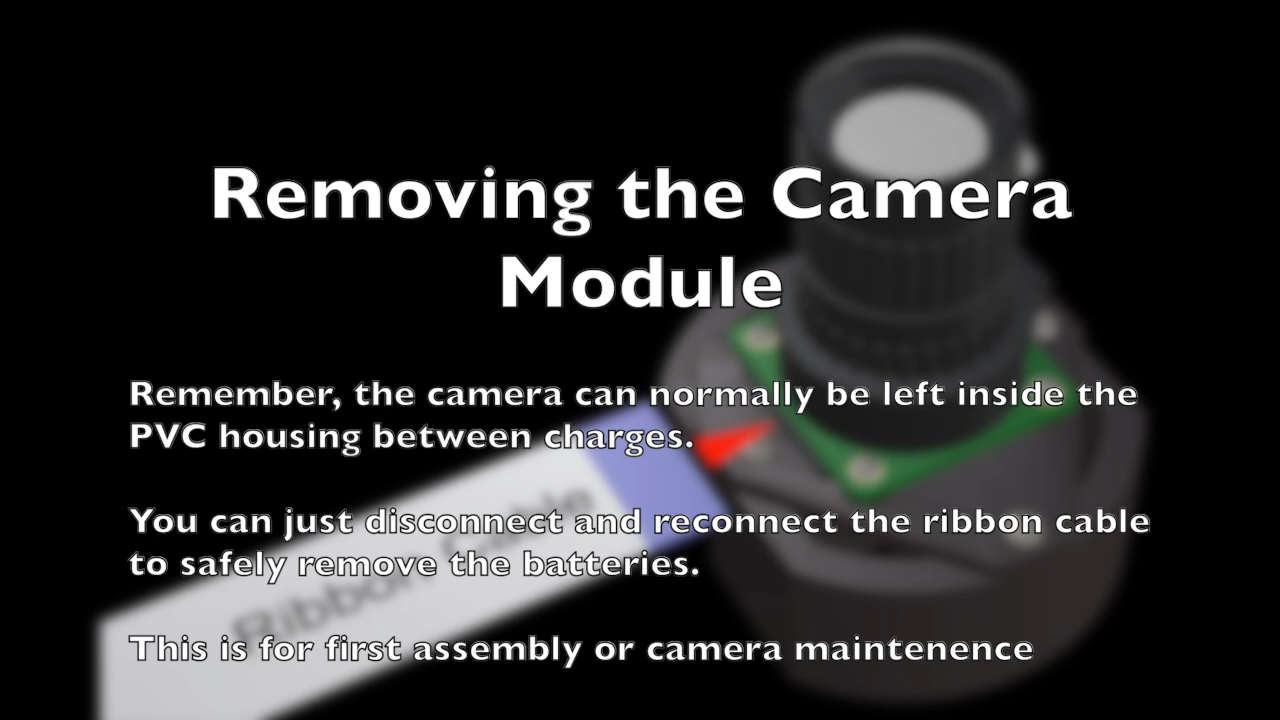 Removing the Camera
Module
Remember, the camera can normally be left inside the
PVC housing between charges.
You can just disconnect and reconnect the ribbon cable
to safely remove the batteries.
This is for first assembly or camera maintenence
Ribbon Cable